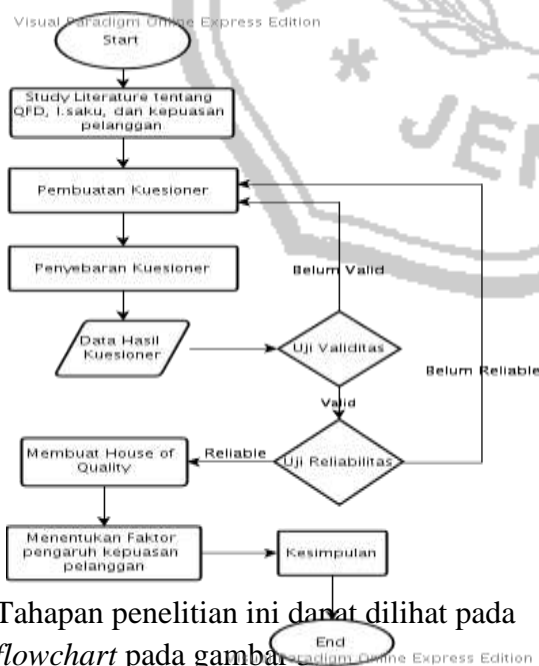 Visual Paradigm Online Express Edition
Start
Study Literature tentang
QFD, I.saku, dan kepuasan
pelanggan
Pembuatan Kuesioner
Penyebaran Kuesioner
Belum Valid
Data Hasil
Kuesioner
Uji Validitas
Belum Reliable
Valid
Membuat House of
Quality
Reliable
Uji Reliabilitas
Menentukan Faktor
pengaruh kepuasan
pelanggan
Kesimpulan
Tahapan penelitian ini dapat dilihat pada
End
flowchart pada gambar
Visual Paradigm Online Express Edition
JEM